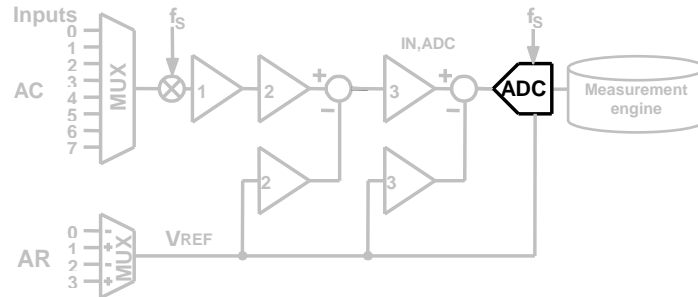 Inputs
fS
fS
0
1
2
3
4
5
6
7
AC
MUX
1
2
+
−
IN,ADC
3
+
−
ADC
Measurement
engine
2
3
AR
0
1
2
3
-
+
-
+
MUX
VREF